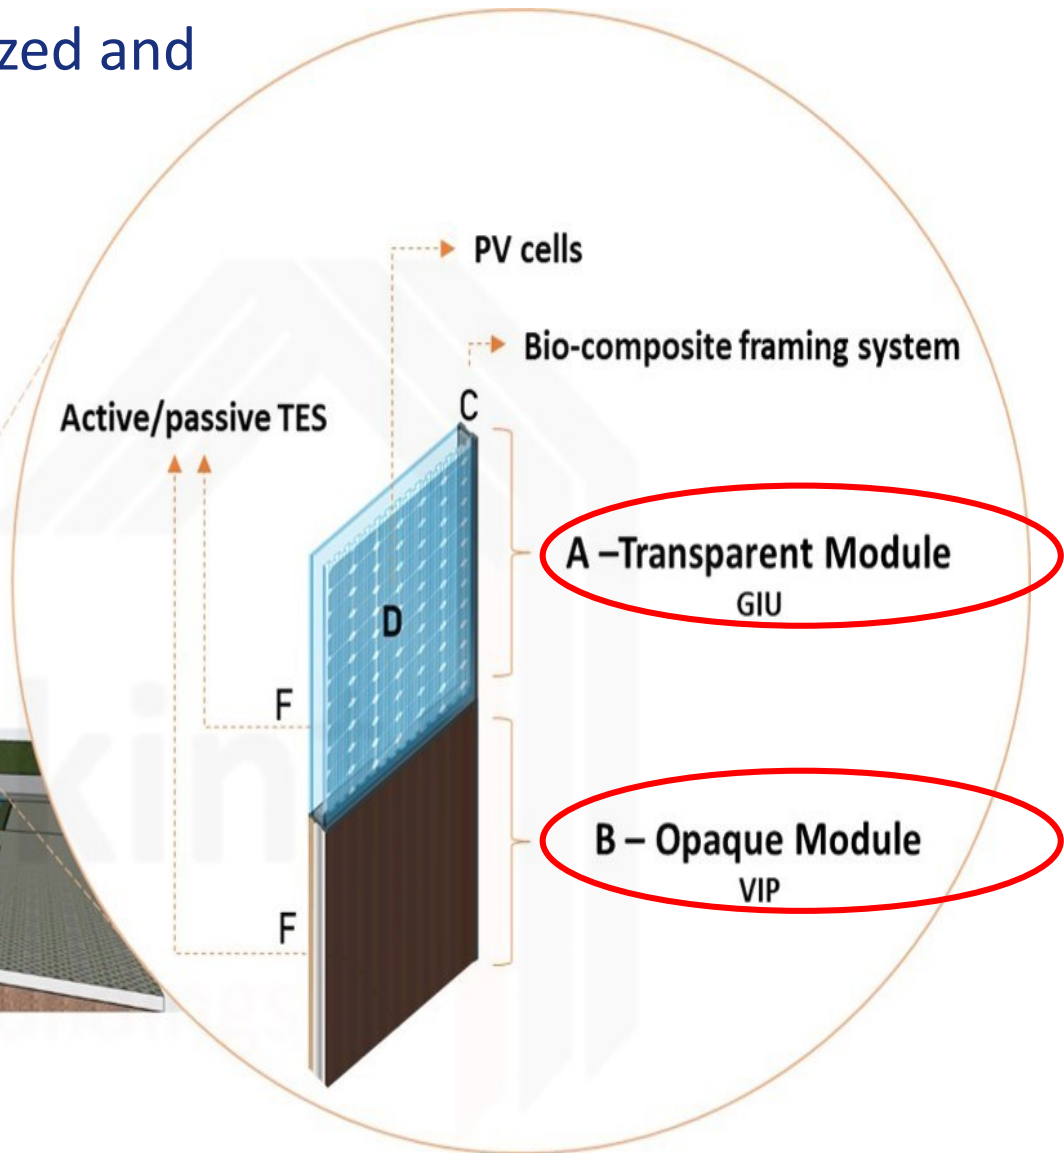 zed and
PV cells
Bio-composite framing system
C
Active/passive TES
A –Transparent Module
GIU
D
F
B – Opaque Module
VIP
F